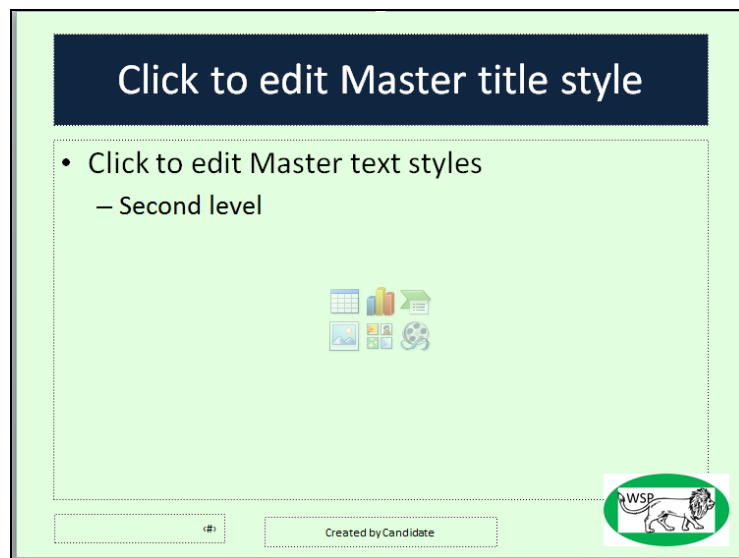 Click to edit Master title style
• Click to edit Master text styles
– Second level
WSP
‹#›
Created by Candidate